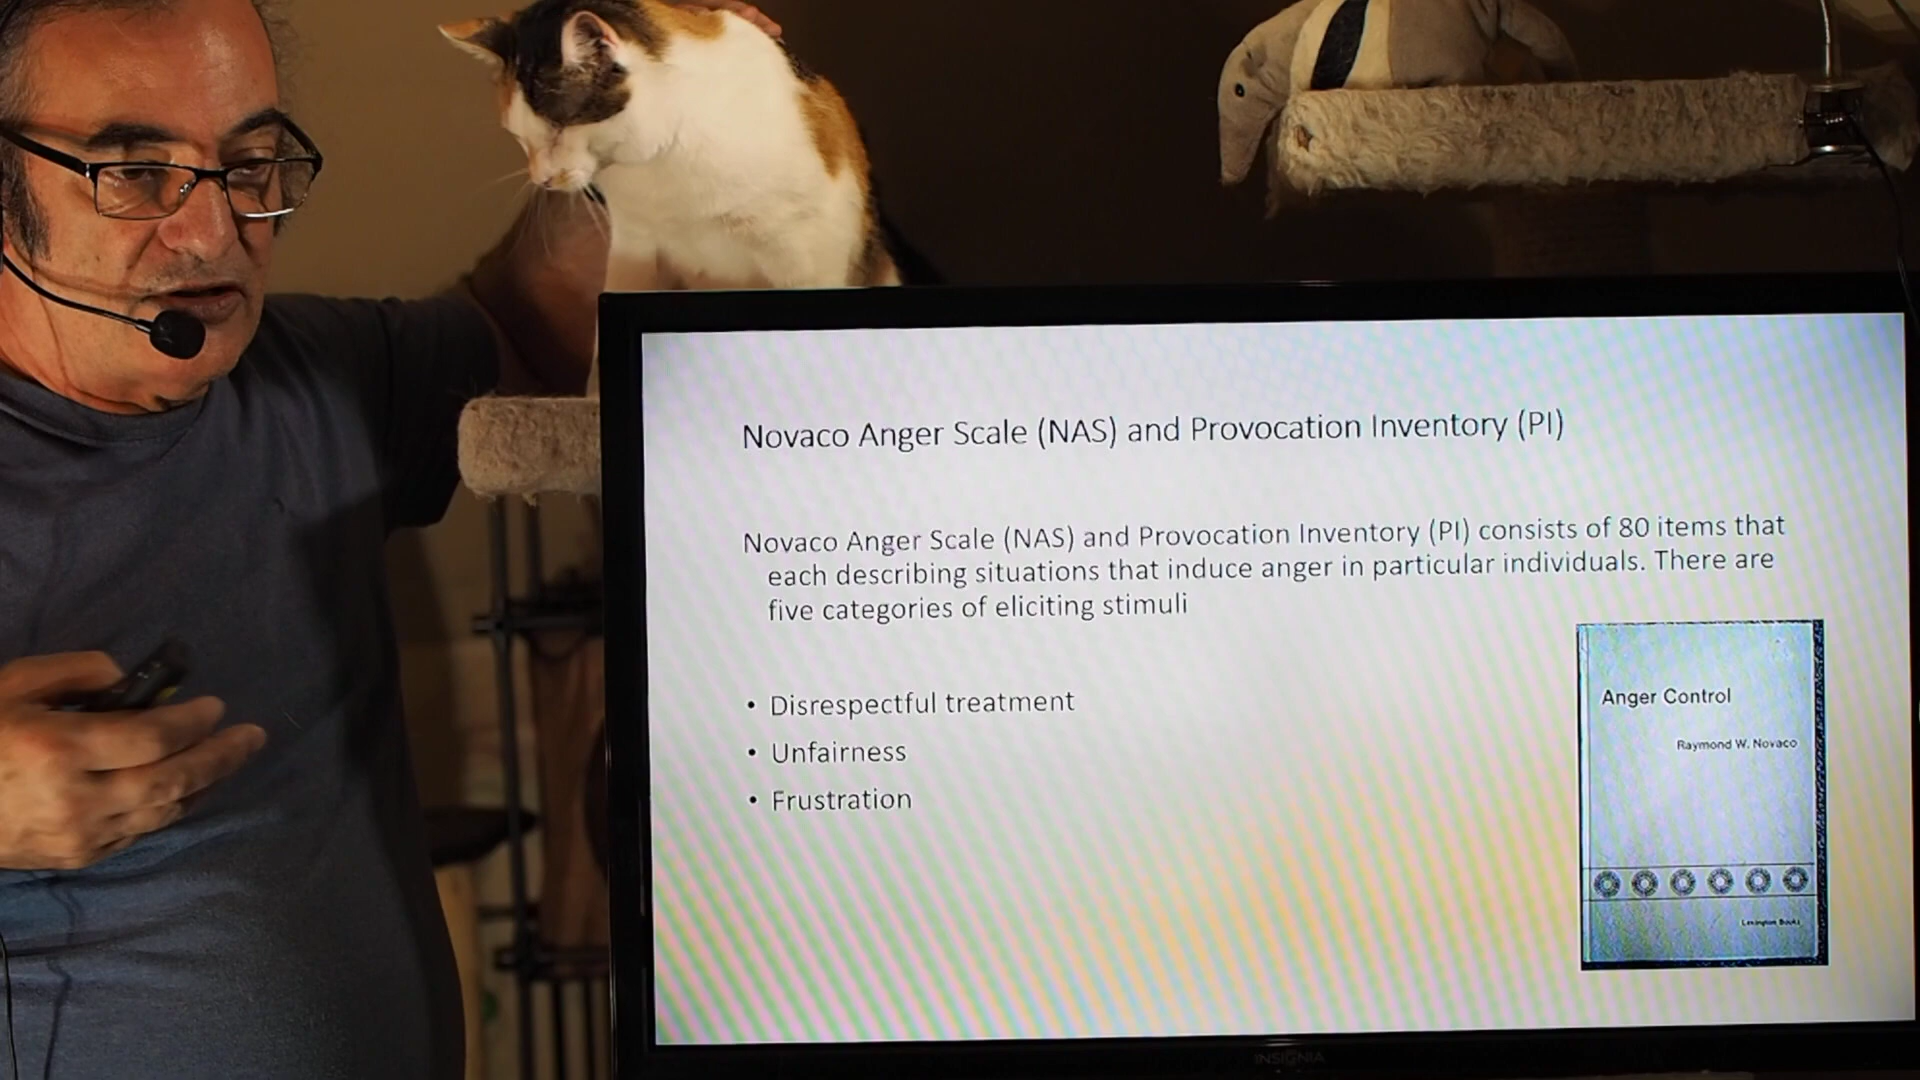 Novaco Anger Scale (NAS) and Provocation Inventory (PI)
Novaco Anger Scale (NAS) and Provocation Inventory (PI) consists of 80 items that
each describing situations that induce anger in particular individuals. There are
five categories of eliciting stimuli
• Disrespectful treatment
• Unfairness
• Frustration
Anger Control
Raymond W. Novaco
Lexington Books
INSIGNIA